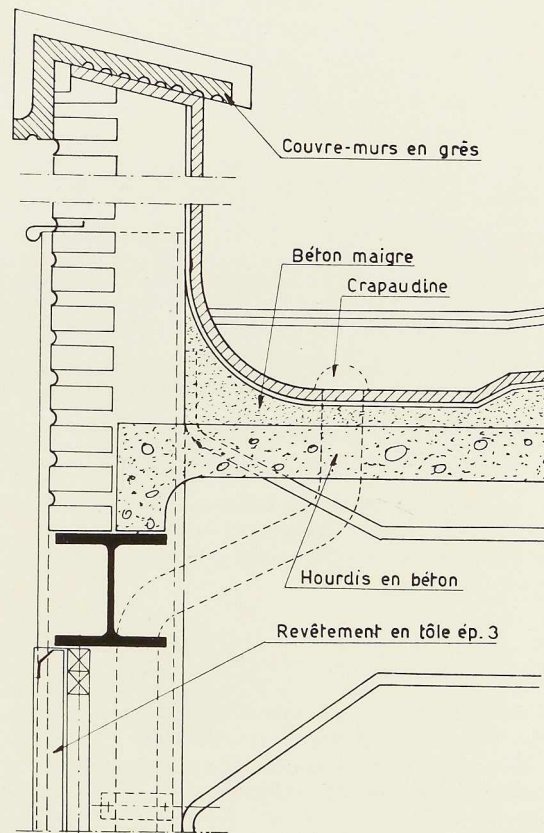 Couvre-murs en grès
Béton maigre
Crapaudine
Hourdis en béton
Revêtement en tôle ép. 3